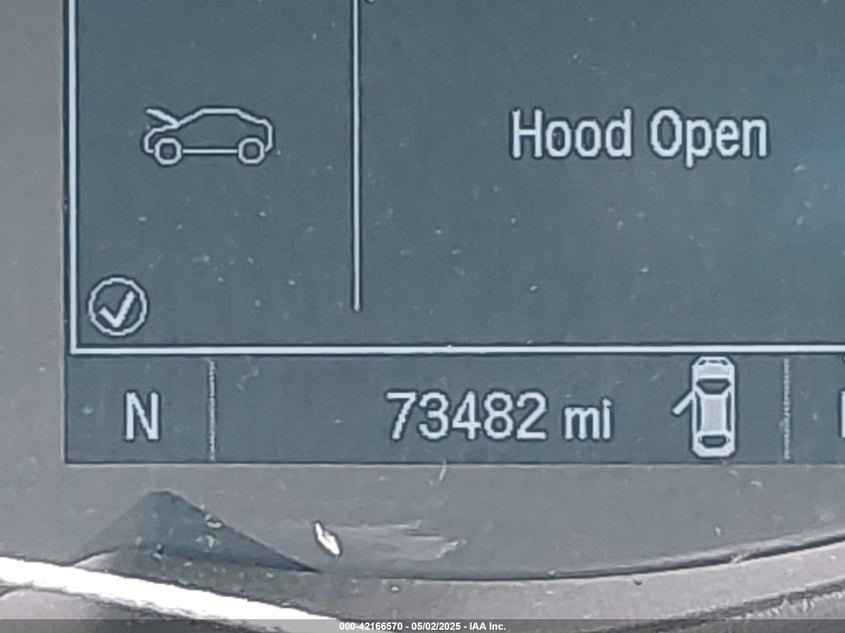 Hood Open
N
73482 mi
000-42166570 - 05/02/2025 - IAA Inc.